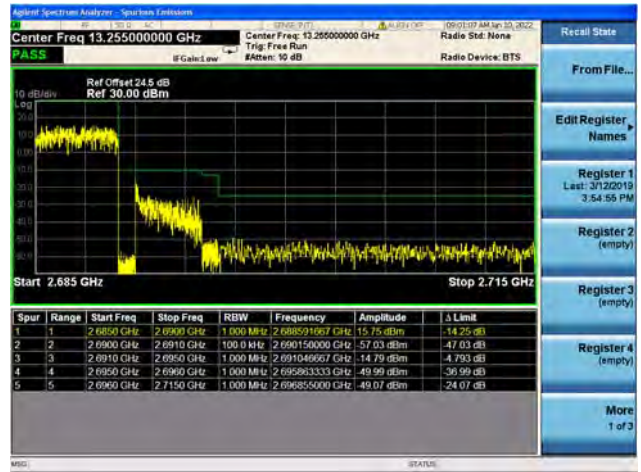 Agilent Spectrum Analyzer - Spurious Emissions
RF 50 Ω AC SENSE:INT ALIGN OFF 09:01:07 AM Jan 10, 2022
Center Freq 13.255000000 GHz
Center Freq: 13.255000000 GHz
Radio Std: None
Trig: Free Run
PASS
IFGain:Low
#Atten: 10 dB
Radio Device: BTS
Ref Offset 24.5 dB
10 dB/div Ref 30.00 dBm
Log
Start 2.685 GHz Stop 2.715 GHz
Spur Range Start Freq Stop Freq RBW Frequency Amplitude Δ Limit
1 1 2.6850 GHz 2.6900 GHz 1.000 MHz 2.688591667 GHz 15.75 dBm -14.25 dB
2 2 2.6900 GHz 2.6910 GHz 100.0 kHz 2.690150000 GHz -57.03 dBm -47.03 dB
3 3 2.6910 GHz 2.6950 GHz 1.000 MHz 2.691046667 GHz -14.79 dBm -4.793 dB
4 4 2.6950 GHz 2.6960 GHz 1.000 MHz 2.695863333 GHz -49.99 dBm -36.99 dB
5 5 2.6960 GHz 2.7150 GHz 1.000 MHz 2.696855000 GHz -49.07 dBm -24.07 dB
MSG STATUS
Recall State
From File...
Edit Register
Names
Register 1
Last: 3/12/2019
3:54:55 PM
Register 2
(empty)
Register 3
(empty)
Register 4
(empty)
More
1 of 3